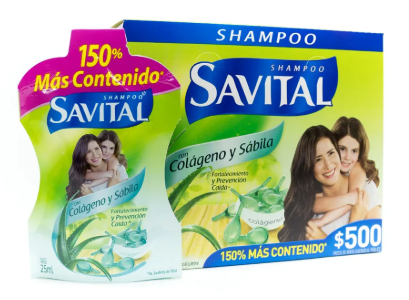 150%
Más Contenido*
SHAMPOO
SAVITAL
con
Colágeno y Sábila
Fortalecimiento
y Prevención
Caída
25mL
SHAMPOO
SHAMPOO
SAVITAL
con
Colágeno y Sábila
Fortalecimiento
y Prevención
Caída
Colágeno
150% MÁS CONTENIDO*
$500